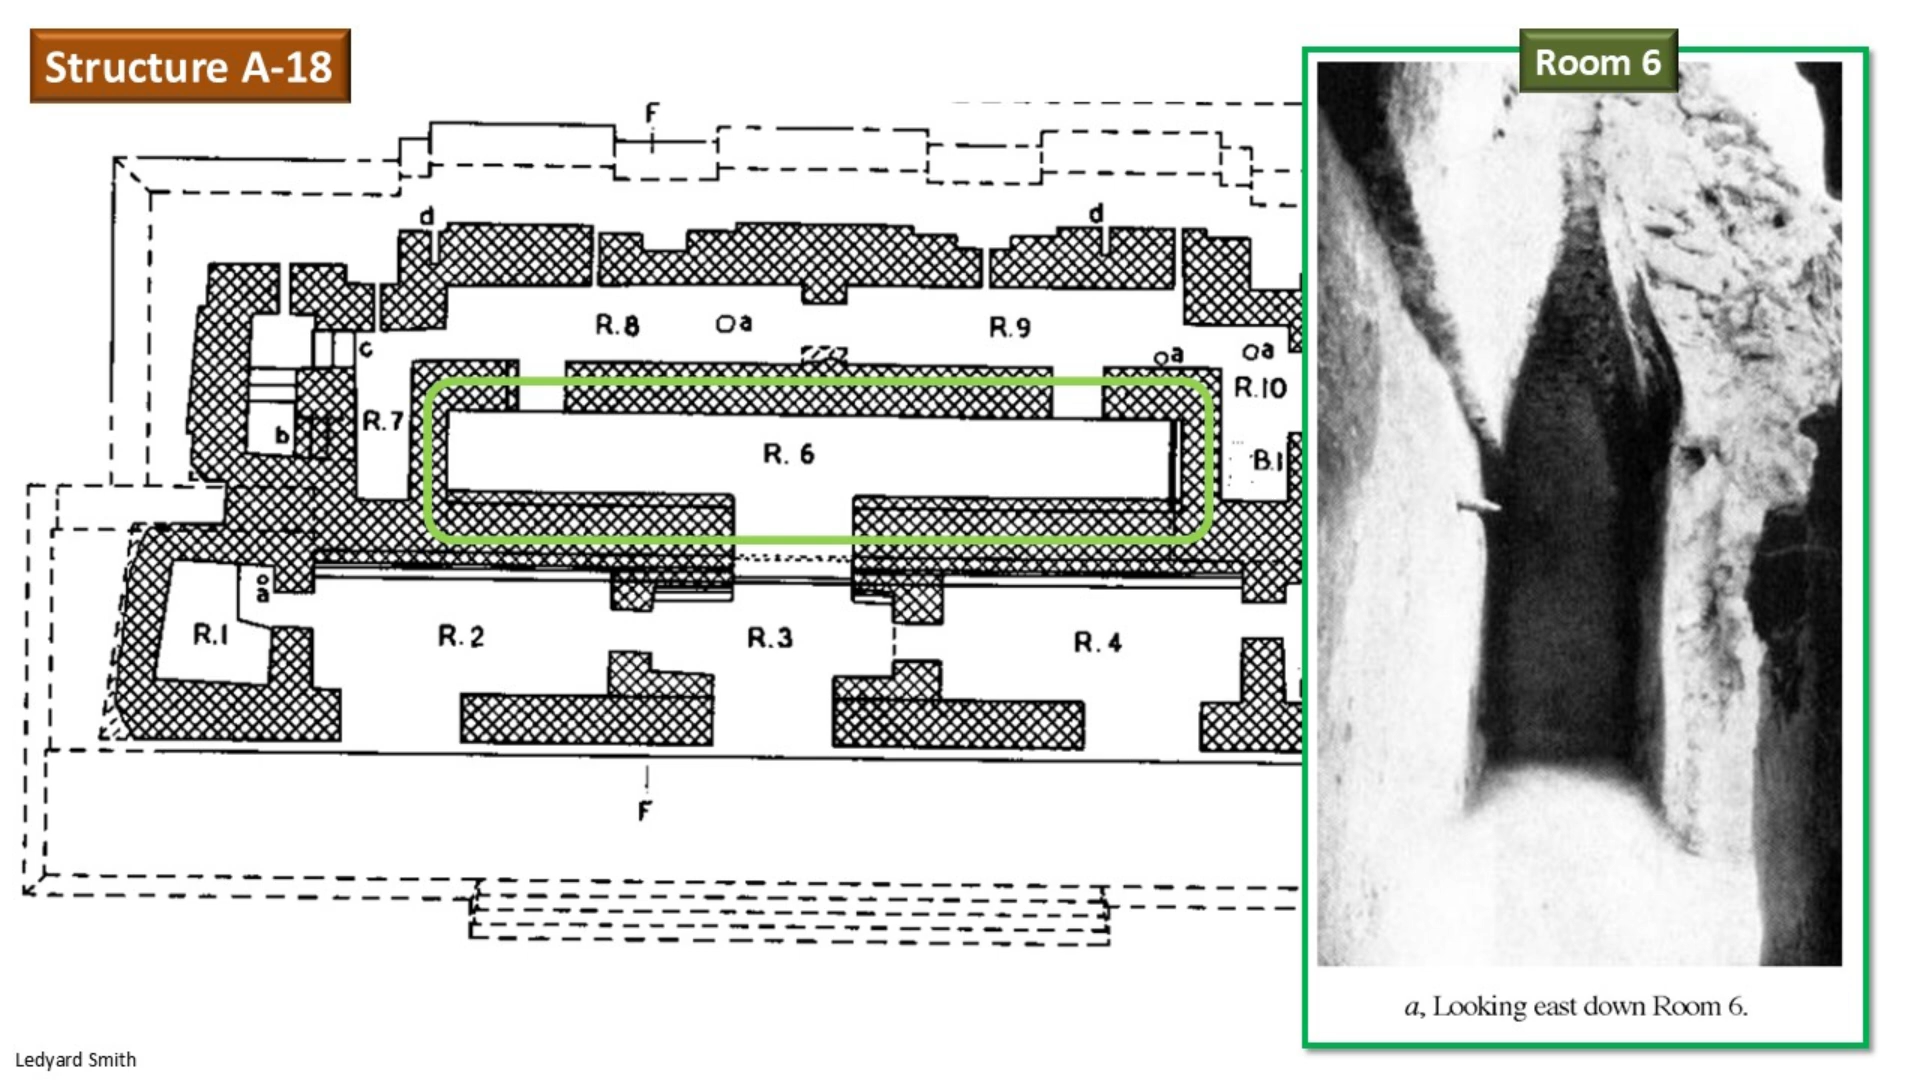 Structure A-18
Room 6
F
d
d
R.8
a
R.9
a
a
c
R.10
R.7
b
R. 6
B.1
a
R.1
R. 2
R. 3
R. 4
F
a, Looking east down Room 6.
Ledyard Smith